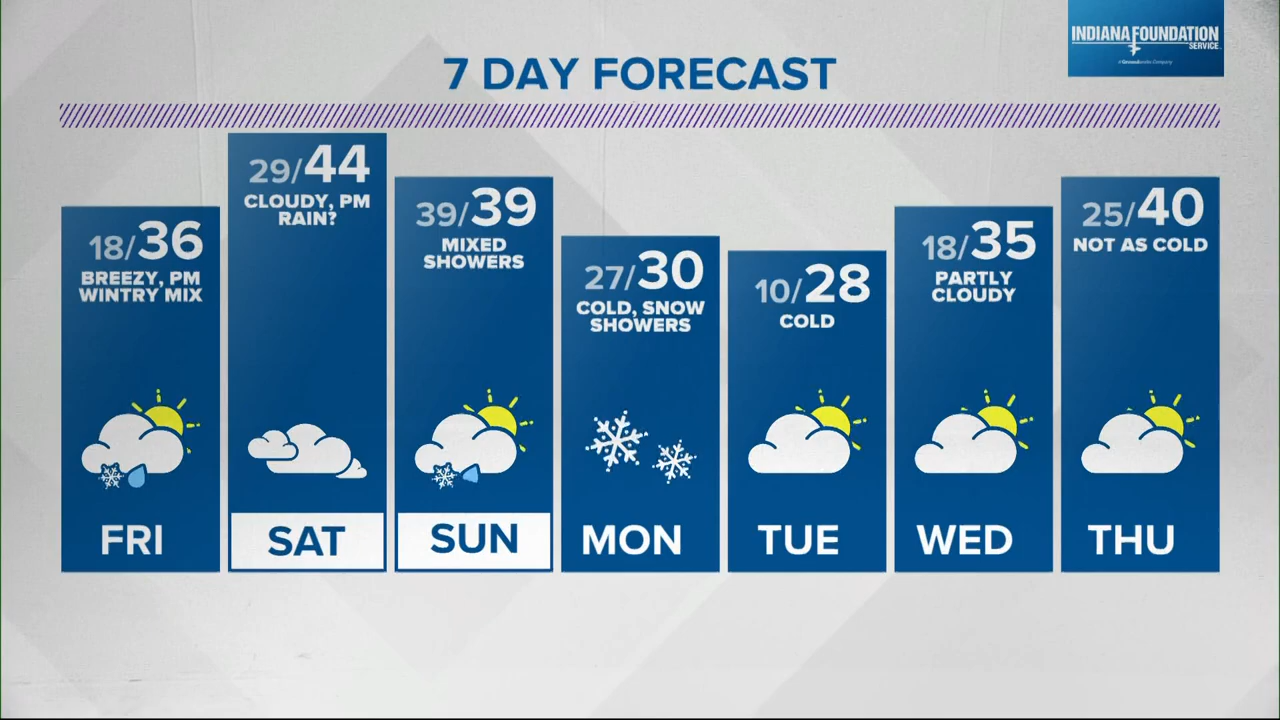 INDIANA FOUNDATION
SERVICE
7 DAY FORECAST
18/36
BREEZY, PM
WINTRY MIX
FRI
29/44
CLOUDY, PM
RAIN?
SAT
39/39
MIXED
SHOWERS
SUN
27/30
COLD, SNOW
SHOWERS
MON
10/28
COLD
TUE
18/35
PARTLY
CLOUDY
WED
25/40
NOT AS COLD
THU